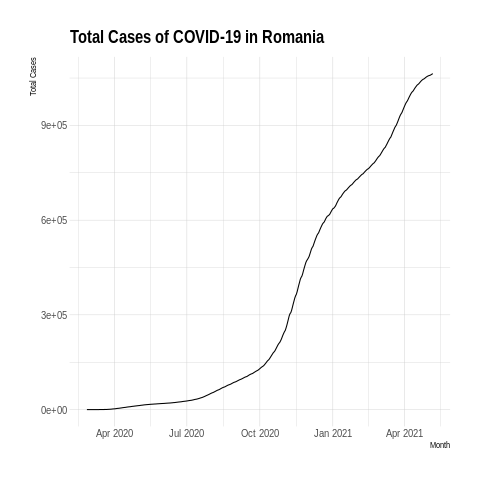 Total Cases of COVID-19 in Romania
Total Cases
9e+05
6e+05
3e+05
0e+00
Apr 2020 Jul 2020 Oct 2020 Jan 2021 Apr 2021
Month